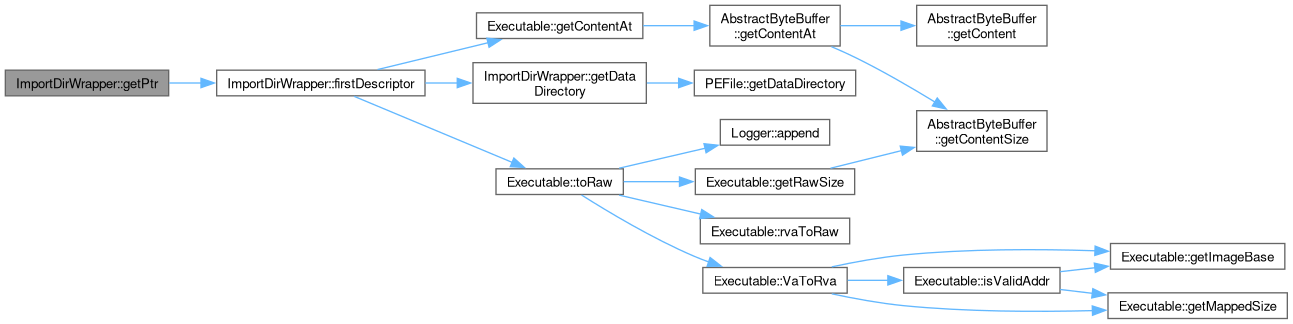 ImportDirWrapper::getPtr
ImportDirWrapper::firstDescriptor
Executable::getContentAt
AbstractByteBuffer
::getContentAt
AbstractByteBuffer
::getContent
ImportDirWrapper::getData
Directory
PEFile::getDataDirectory
AbstractByteBuffer
::getContentSize
Executable::toRaw
Logger::append
Executable::getRawSize
Executable::rvaToRaw
Executable::VaToRva
Executable::isValidAddr
Executable::getImageBase
Executable::getMappedSize